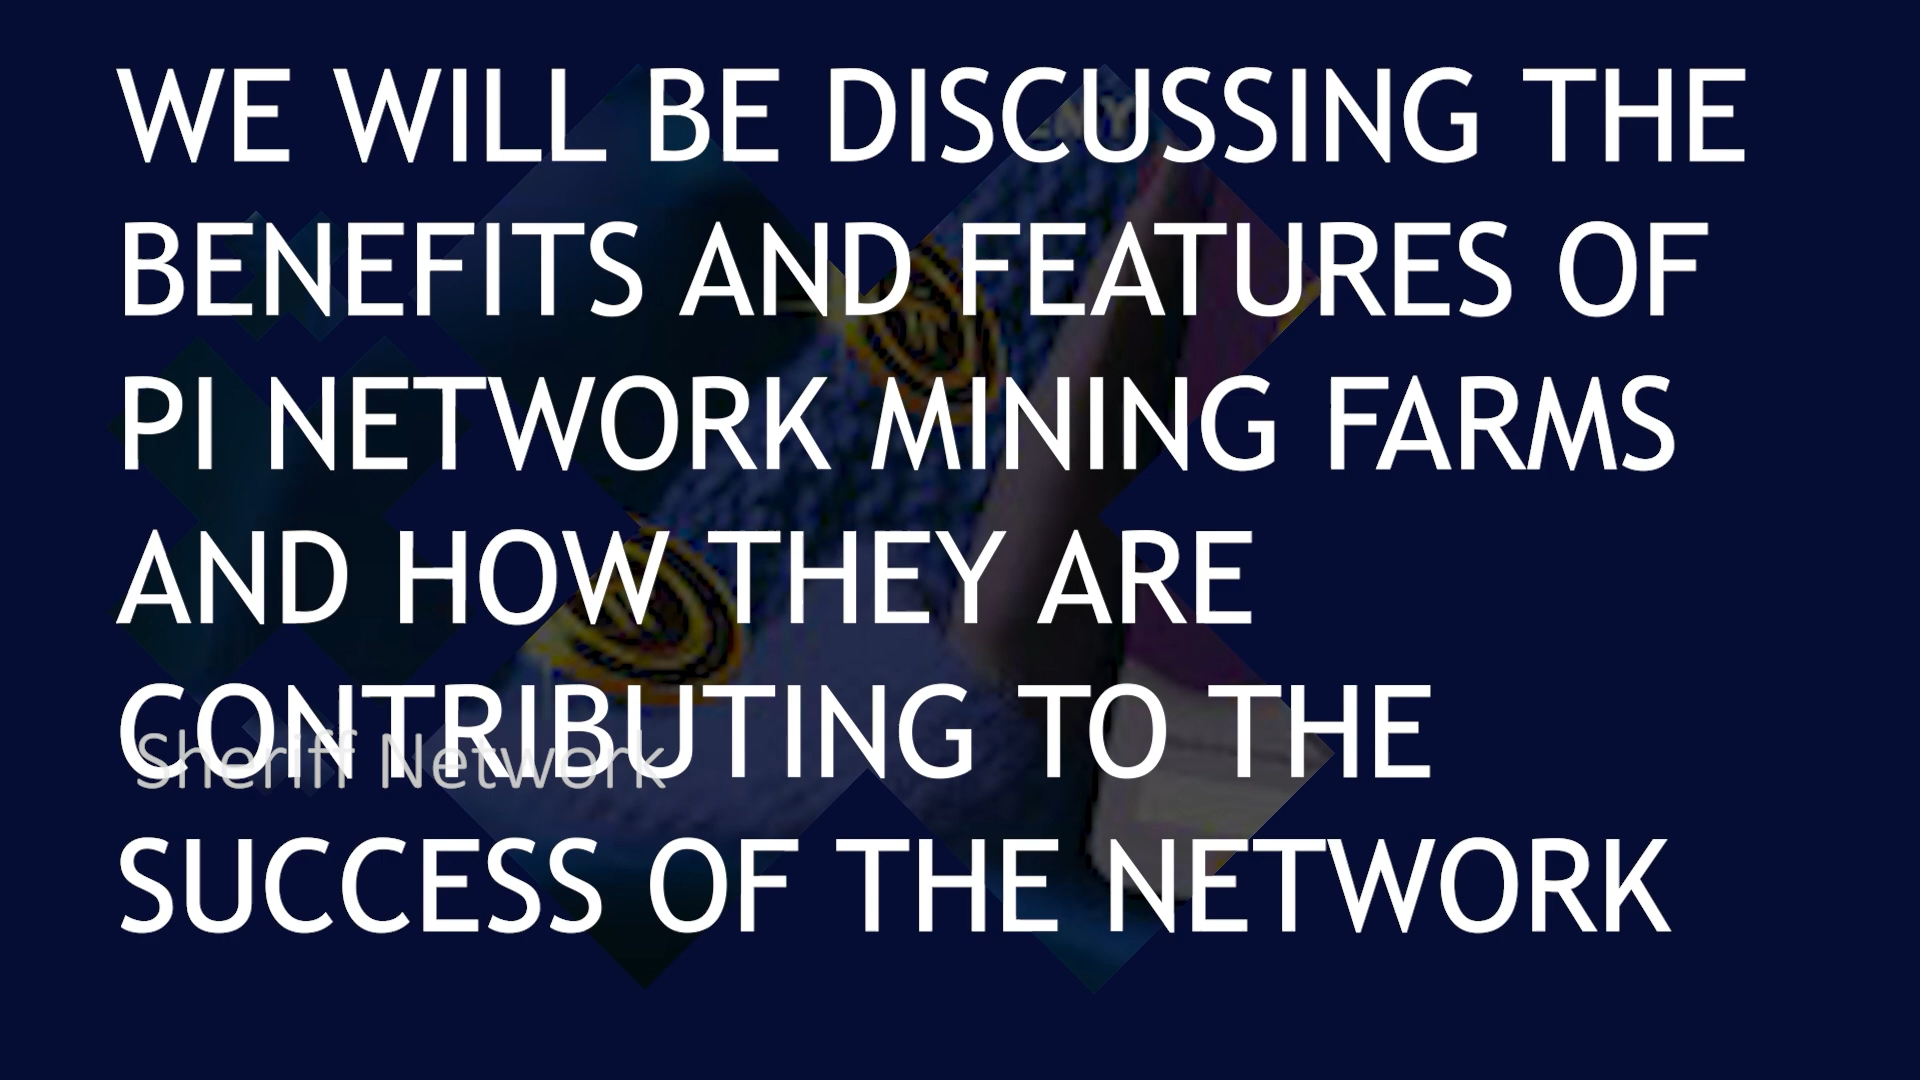 WE WILL BE DISCUSSING THE
BENEFITS AND FEATURES OF
PI NETWORK MINING FARMS
AND HOW THEY ARE
CONTRIBUTING TO THE
Sheriff Network
SUCCESS OF THE NETWORK